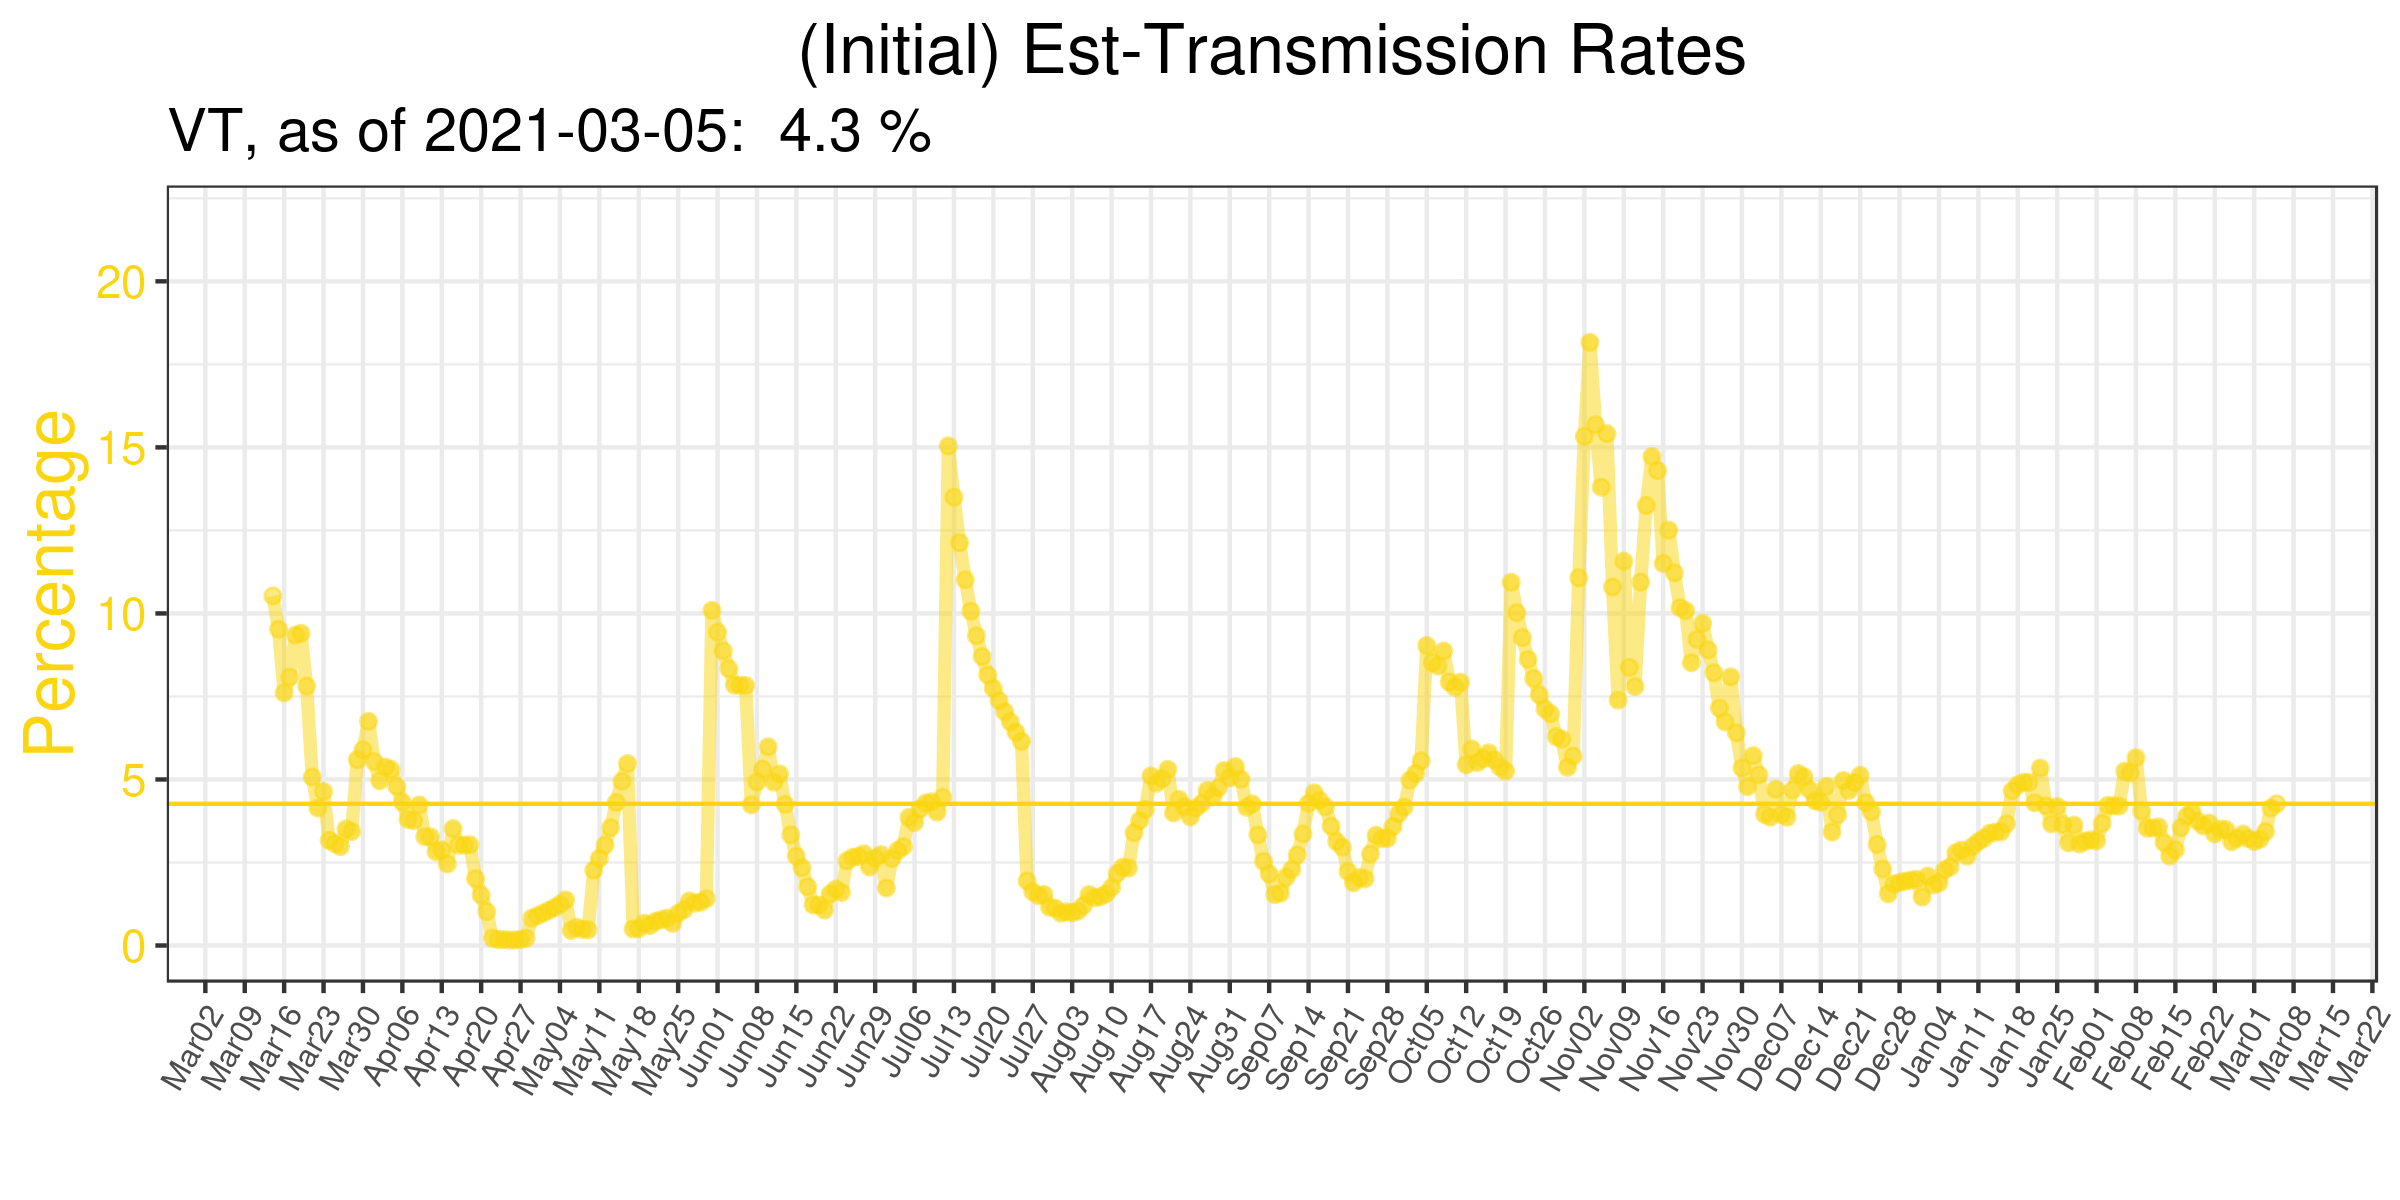 (Initial) Est-Transmission Rates
VT, as of 2021-03-05:  4.3 %
Percentage
20
15
10
5
0
Mar02
Mar09
Mar16
Mar23
Mar30
Apr06
Apr13
Apr20
Apr27
May04
May11
May18
May25
Jun01
Jun08
Jun15
Jun22
Jun29
Jul06
Jul13
Jul20
Jul27
Aug03
Aug10
Aug17
Aug24
Aug31
Sep07
Sep14
Sep21
Sep28
Oct05
Oct12
Oct19
Oct26
Nov02
Nov09
Nov16
Nov23
Nov30
Dec07
Dec14
Dec21
Dec28
Jan04
Jan11
Jan18
Jan25
Feb01
Feb08
Feb15
Feb22
Mar01
Mar08
Mar15
Mar22